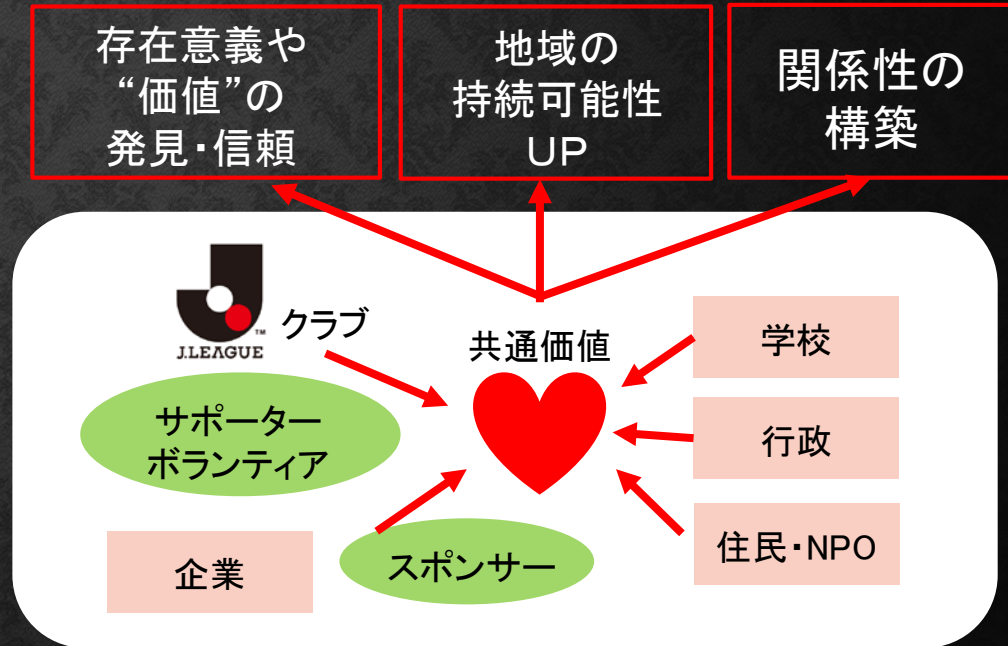 存在意義や
“価値”の
発見・信頼
地域の
持続可能性
UP
関係性の
構築
J.LEAGUE
TM
クラブ
共通価値
サポーター
ボランティア
企業
スポンサー
学校
行政
住民・NPO